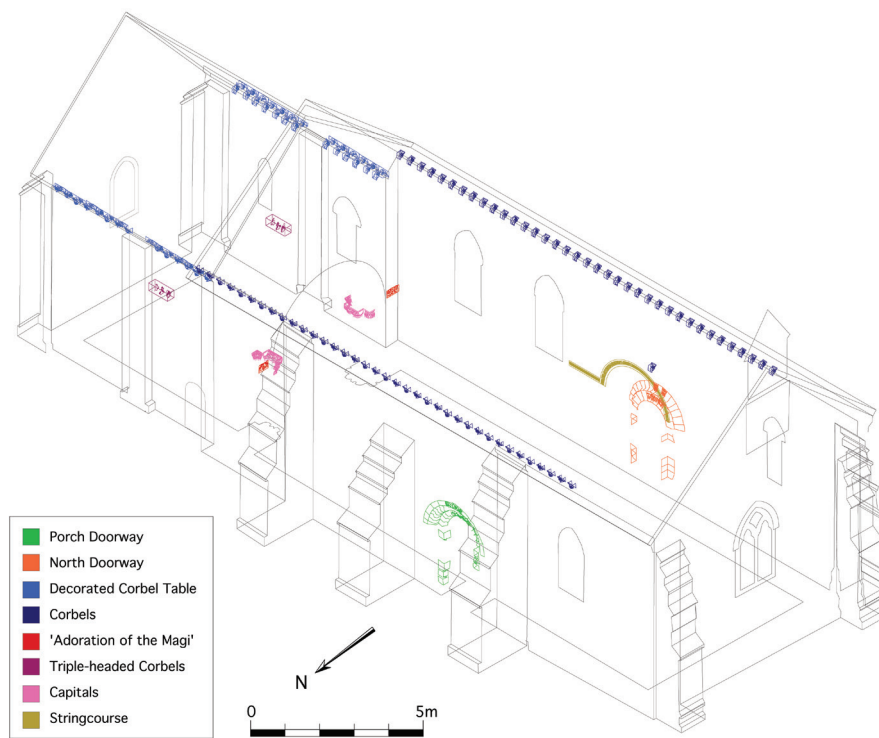 Porch Doorway
North Doorway
Decorated Corbel Table
Corbels
'Adoration of the Magi'
Triple-headed Corbels
Capitals
Stringcourse
N
0 5m